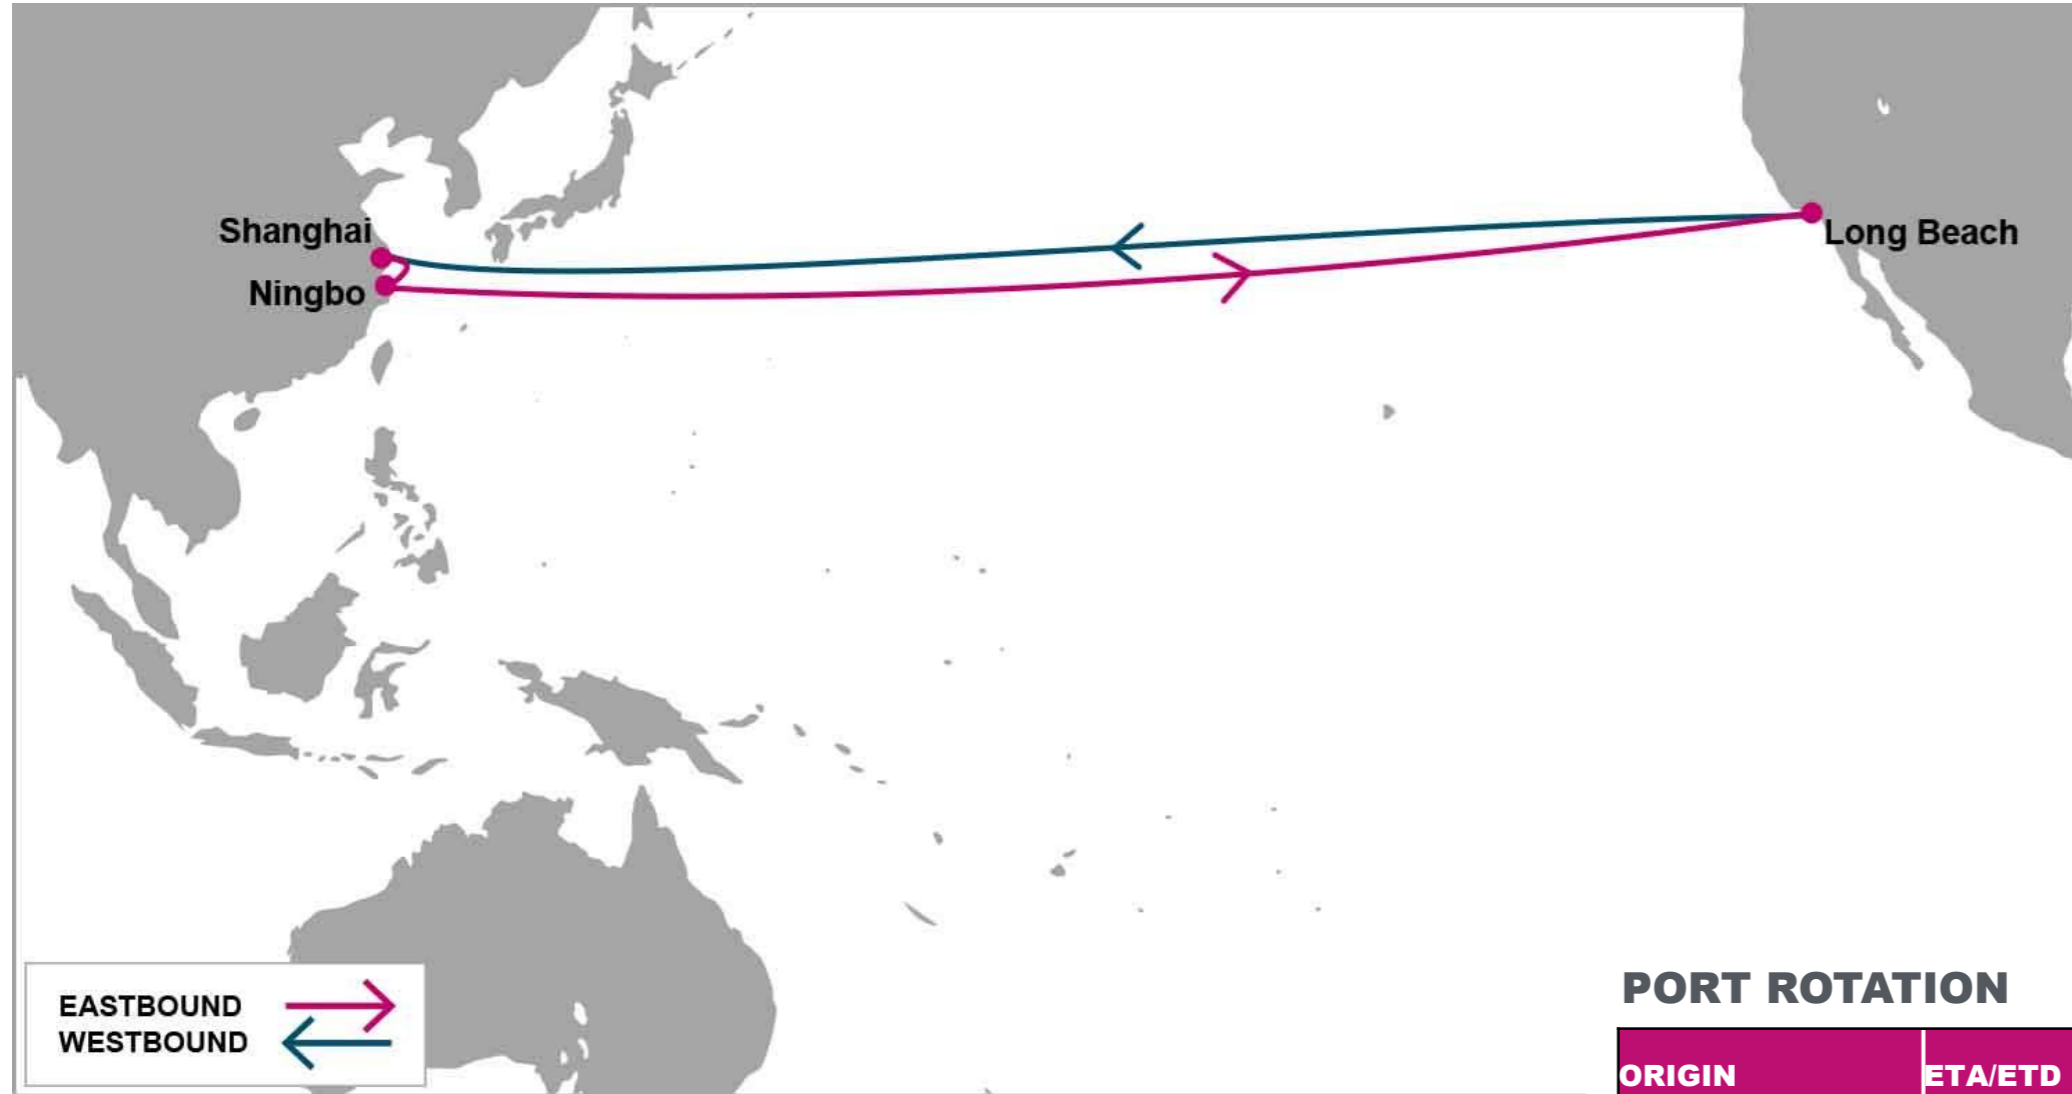 Shanghai
Long Beach
Ningbo
EASTBOUND
WESTBOUND
PORT ROTATION
ORIGIN ETA/ETD